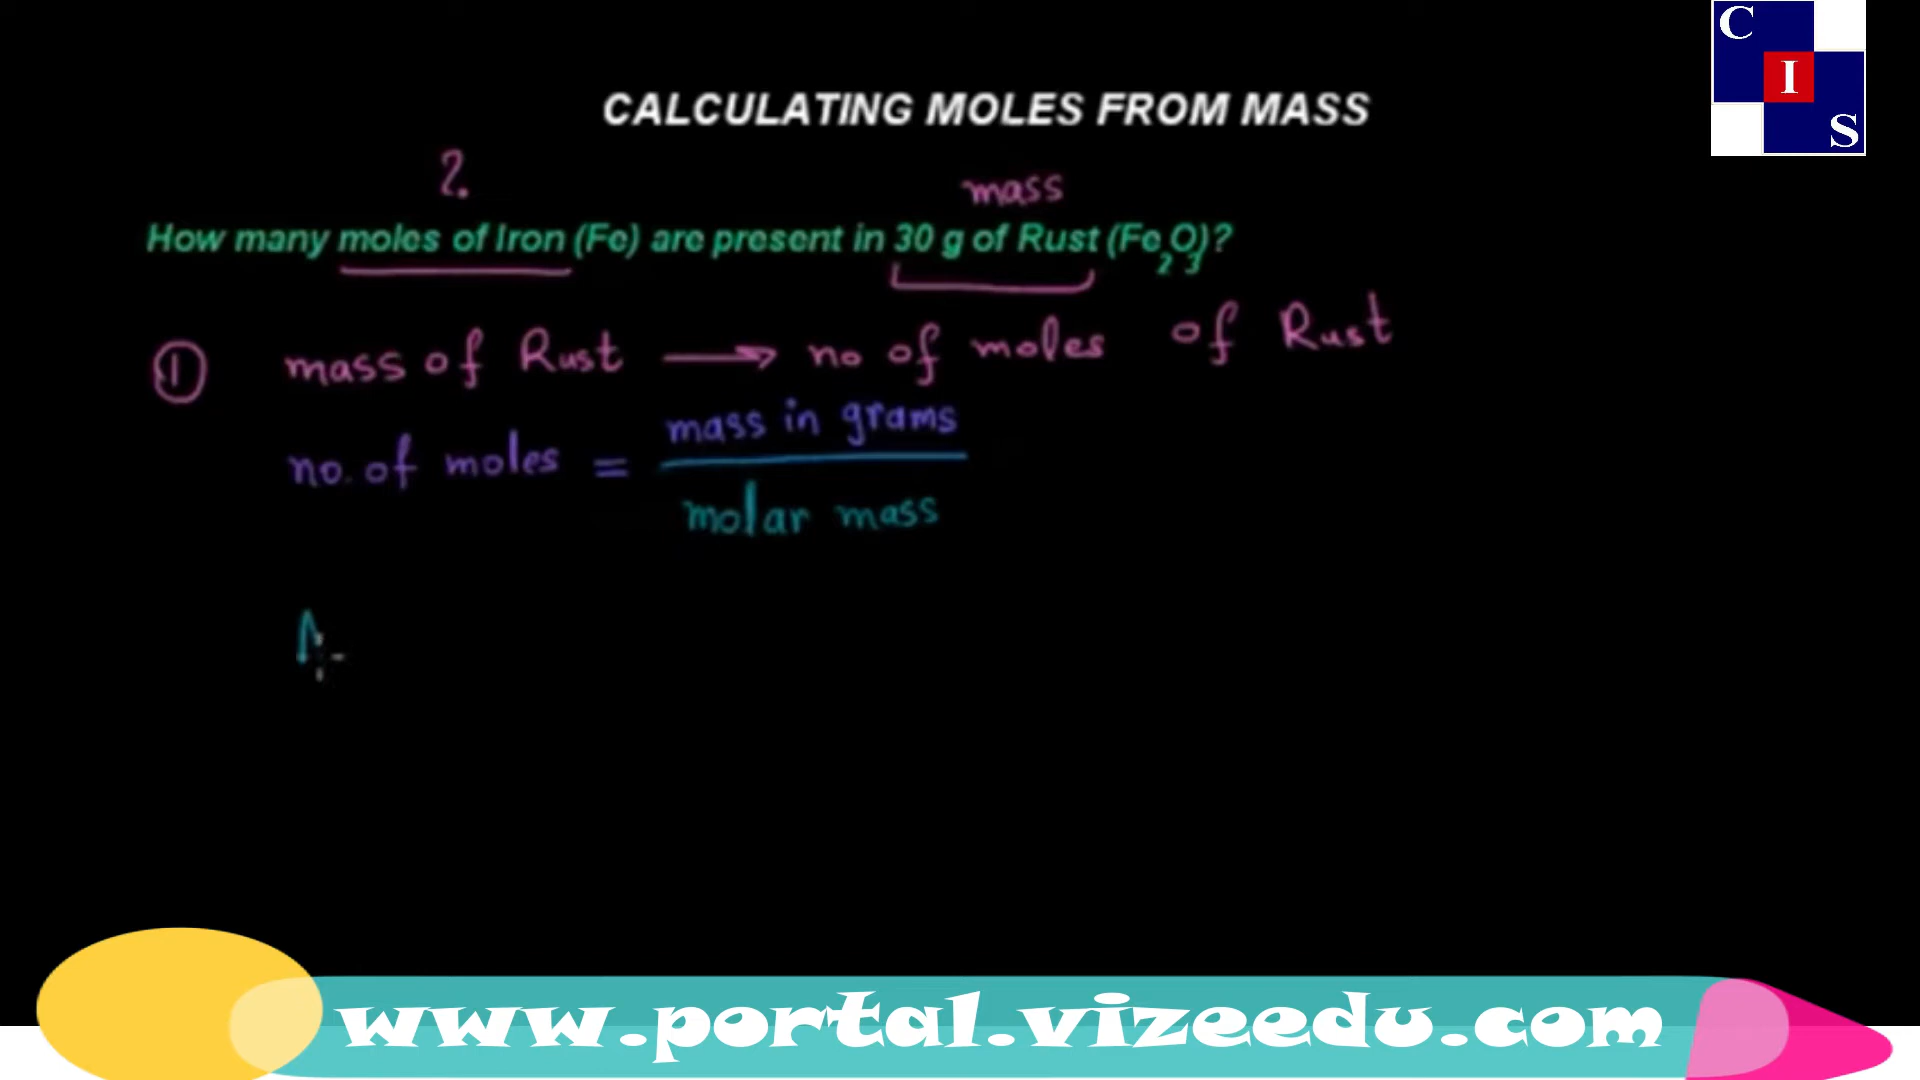 C
I
S
CALCULATING MOLES FROM MASS
?
mass
How many moles of Iron (Fe) are present in 30 g of Rust (Fe₂O₃)?
① mass of Rust ⟶ no of moles of Rust
no. of moles = mass in grams
molar mass
www.portal.vizeedu.com